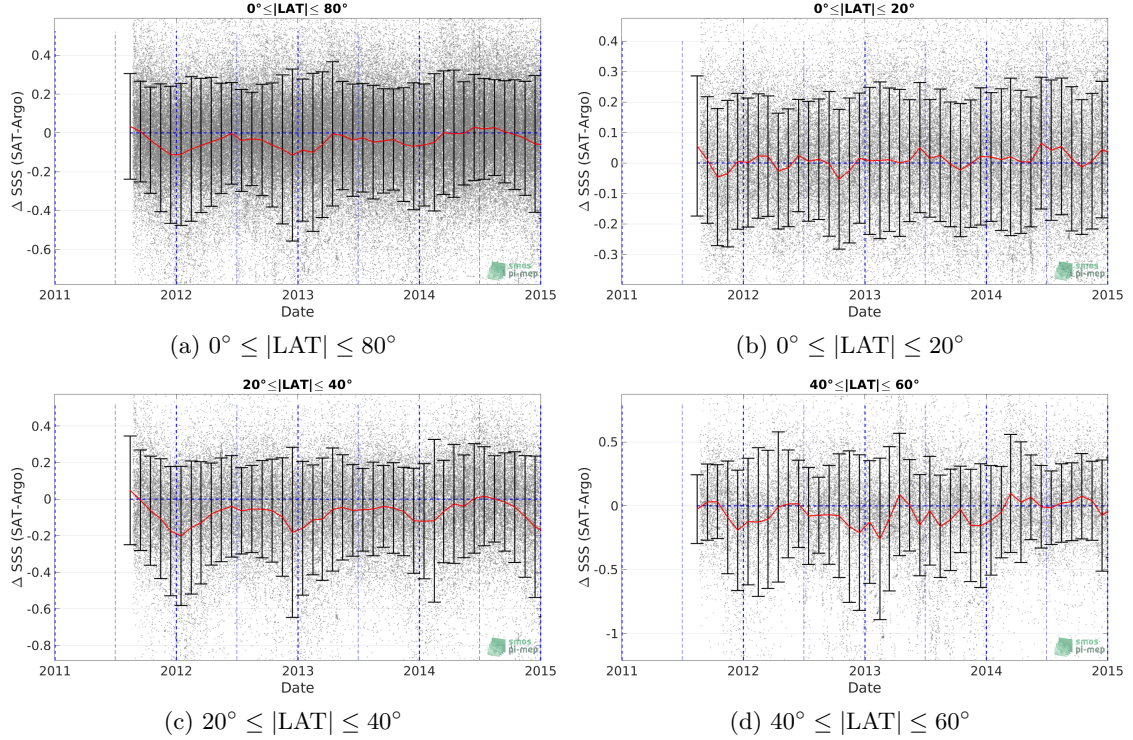 0°≤|LAT|≤ 80°
Δ SSS (SAT-Argo)
0.4
0.2
0
-0.2
-0.4
-0.6
2011
2012
2013
2014
2015
Date
smos
pi-mep
(a) 0° ≤ |LAT| ≤ 80°
0°≤|LAT|≤ 20°
Δ SSS (SAT-Argo)
0.4
0.3
0.2
0.1
0
-0.1
-0.2
-0.3
2011
2012
2013
2014
2015
Date
smos
pi-mep
(b) 0° ≤ |LAT| ≤ 20°
20°≤|LAT|≤ 40°
Δ SSS (SAT-Argo)
0.4
0.2
0
-0.2
-0.4
-0.6
-0.8
2011
2012
2013
2014
2015
Date
smos
pi-mep
(c) 20° ≤ |LAT| ≤ 40°
40°≤|LAT|≤ 60°
Δ SSS (SAT-Argo)
0.5
0
-0.5
-1
2011
2012
2013
2014
2015
Date
smos
pi-mep
(d) 40° ≤ |LAT| ≤ 60°